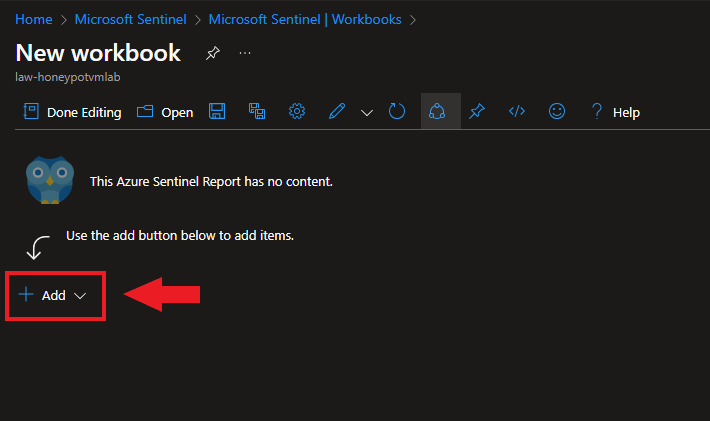 Home > Microsoft Sentinel > Microsoft Sentinel | Workbooks >
New workbook
law-honeypotvmlab
Done Editing Open </> ? Help
This Azure Sentinel Report has no content.
Use the add button below to add items.
+ Add